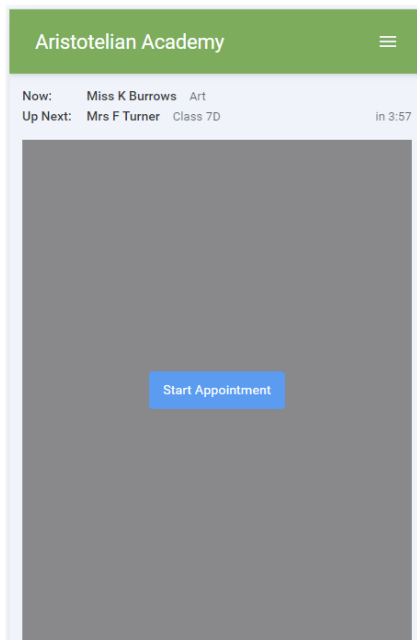 Aristotelian Academy
Now: Miss K Burrows Art
Up Next: Mrs F Turner Class 7D in 3:57
Start Appointment